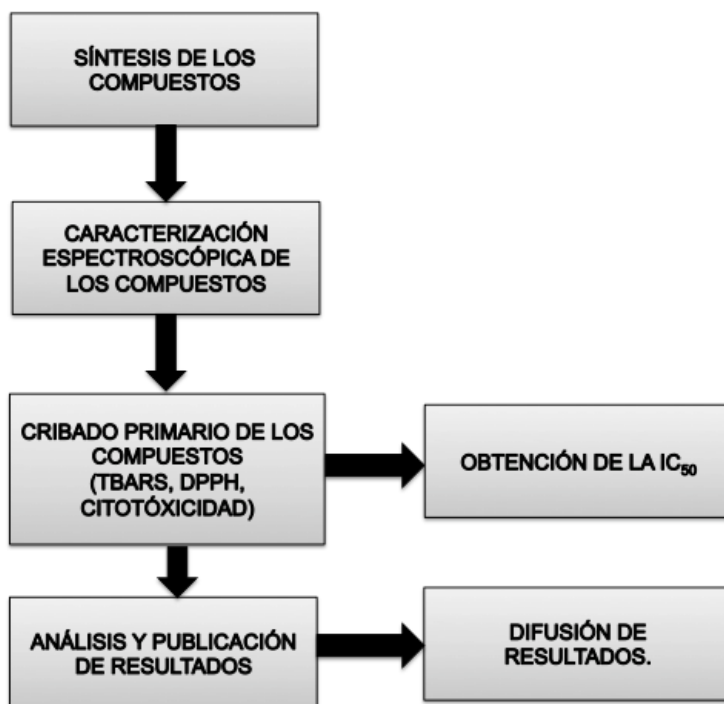 SÍNTESIS DE LOS
COMPUESTOS
CARACTERIZACIÓN
ESPECTROSCÓPICA DE
LOS COMPUESTOS
CRIBADO PRIMARIO DE LOS
COMPUESTOS
(TBARS, DPPH,
CITOTÓXICIDAD)
OBTENCIÓN DE LA IC₅₀
ANÁLISIS Y PUBLICACIÓN
DE RESULTADOS
DIFUSIÓN DE
RESULTADOS.